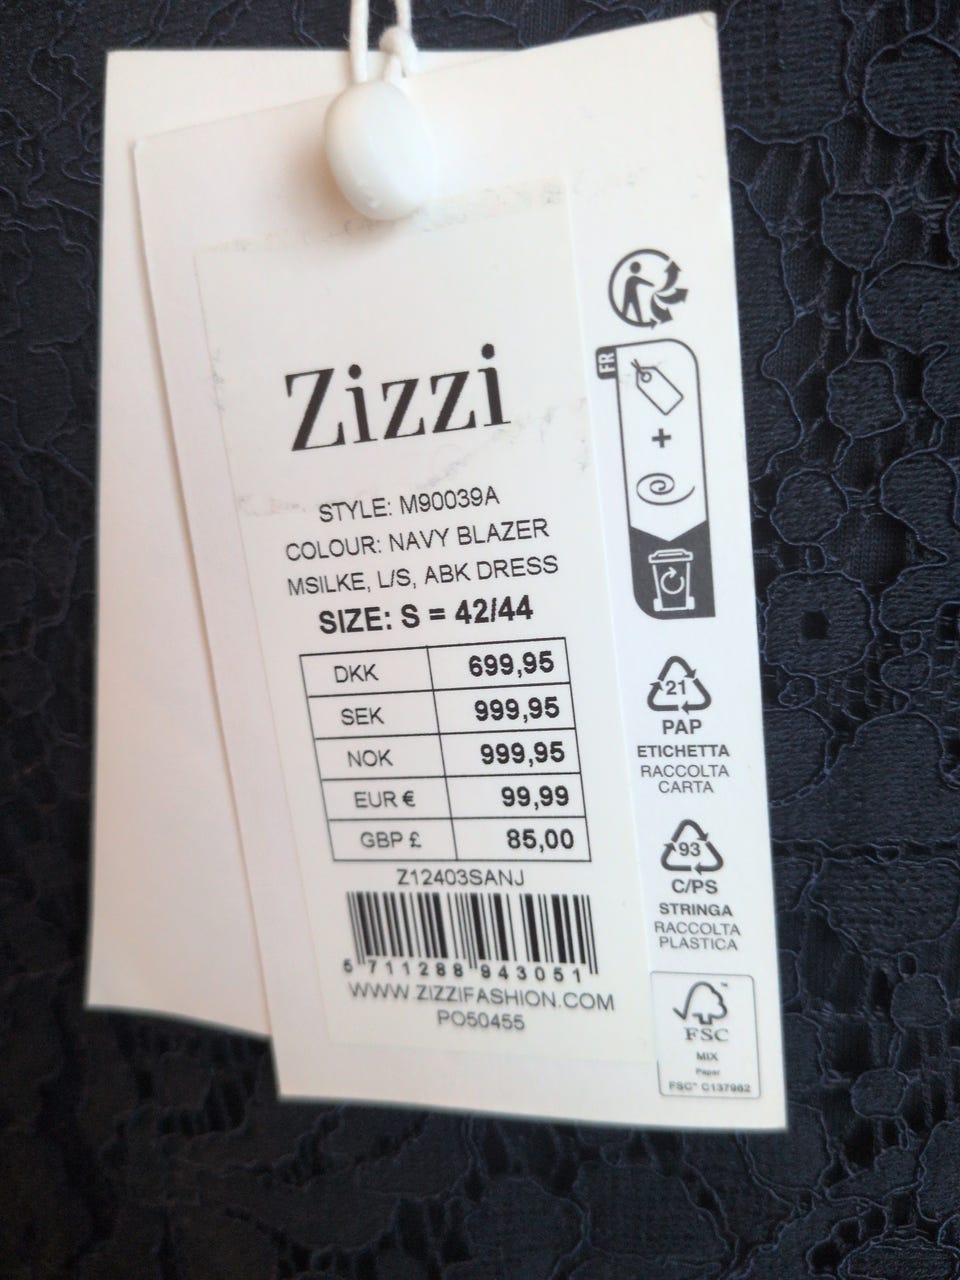 Zizzi
STYLE: M90039A
COLOUR: NAVY BLAZER
MSILKE, L/S, ABK DRESS
SIZE: S = 42/44
DKK 699,95
SEK 999,95
NOK 999,95
EUR € 99,99
GBP £ 85,00
Z12403SANJ
5 711288 943051
WWW.ZIZZIFASHION.COM
PO50455
FR
+
21
PAP
ETICHETTA
RACCOLTA
CARTA
93
C/PS
STRINGA
RACCOLTA
PLASTICA
FSC
MIX
Paper
FSC™ C137982